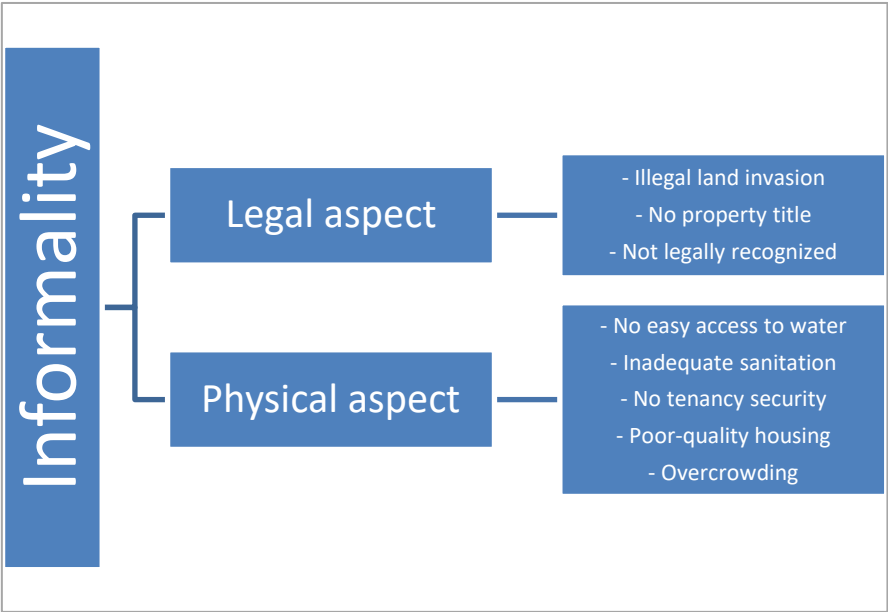 Informality
Legal aspect
- Illegal land invasion
- No property title
- Not legally recognized
Physical aspect
- No easy access to water
- Inadequate sanitation
- No tenancy security
- Poor-quality housing
- Overcrowding